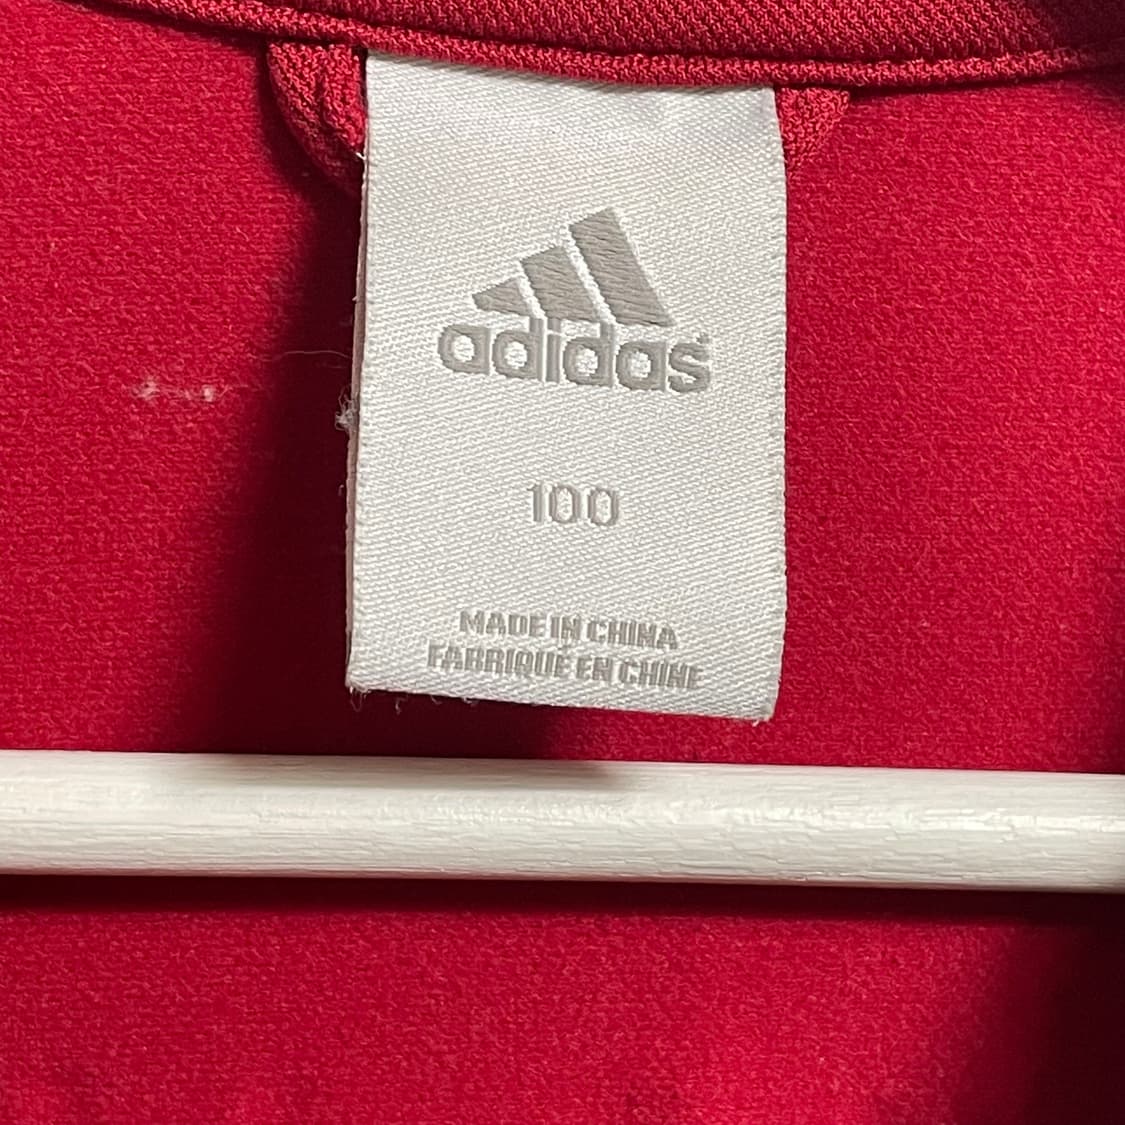 adidas®
100
MADE IN CHINA
FABRIQUÉ EN CHINE